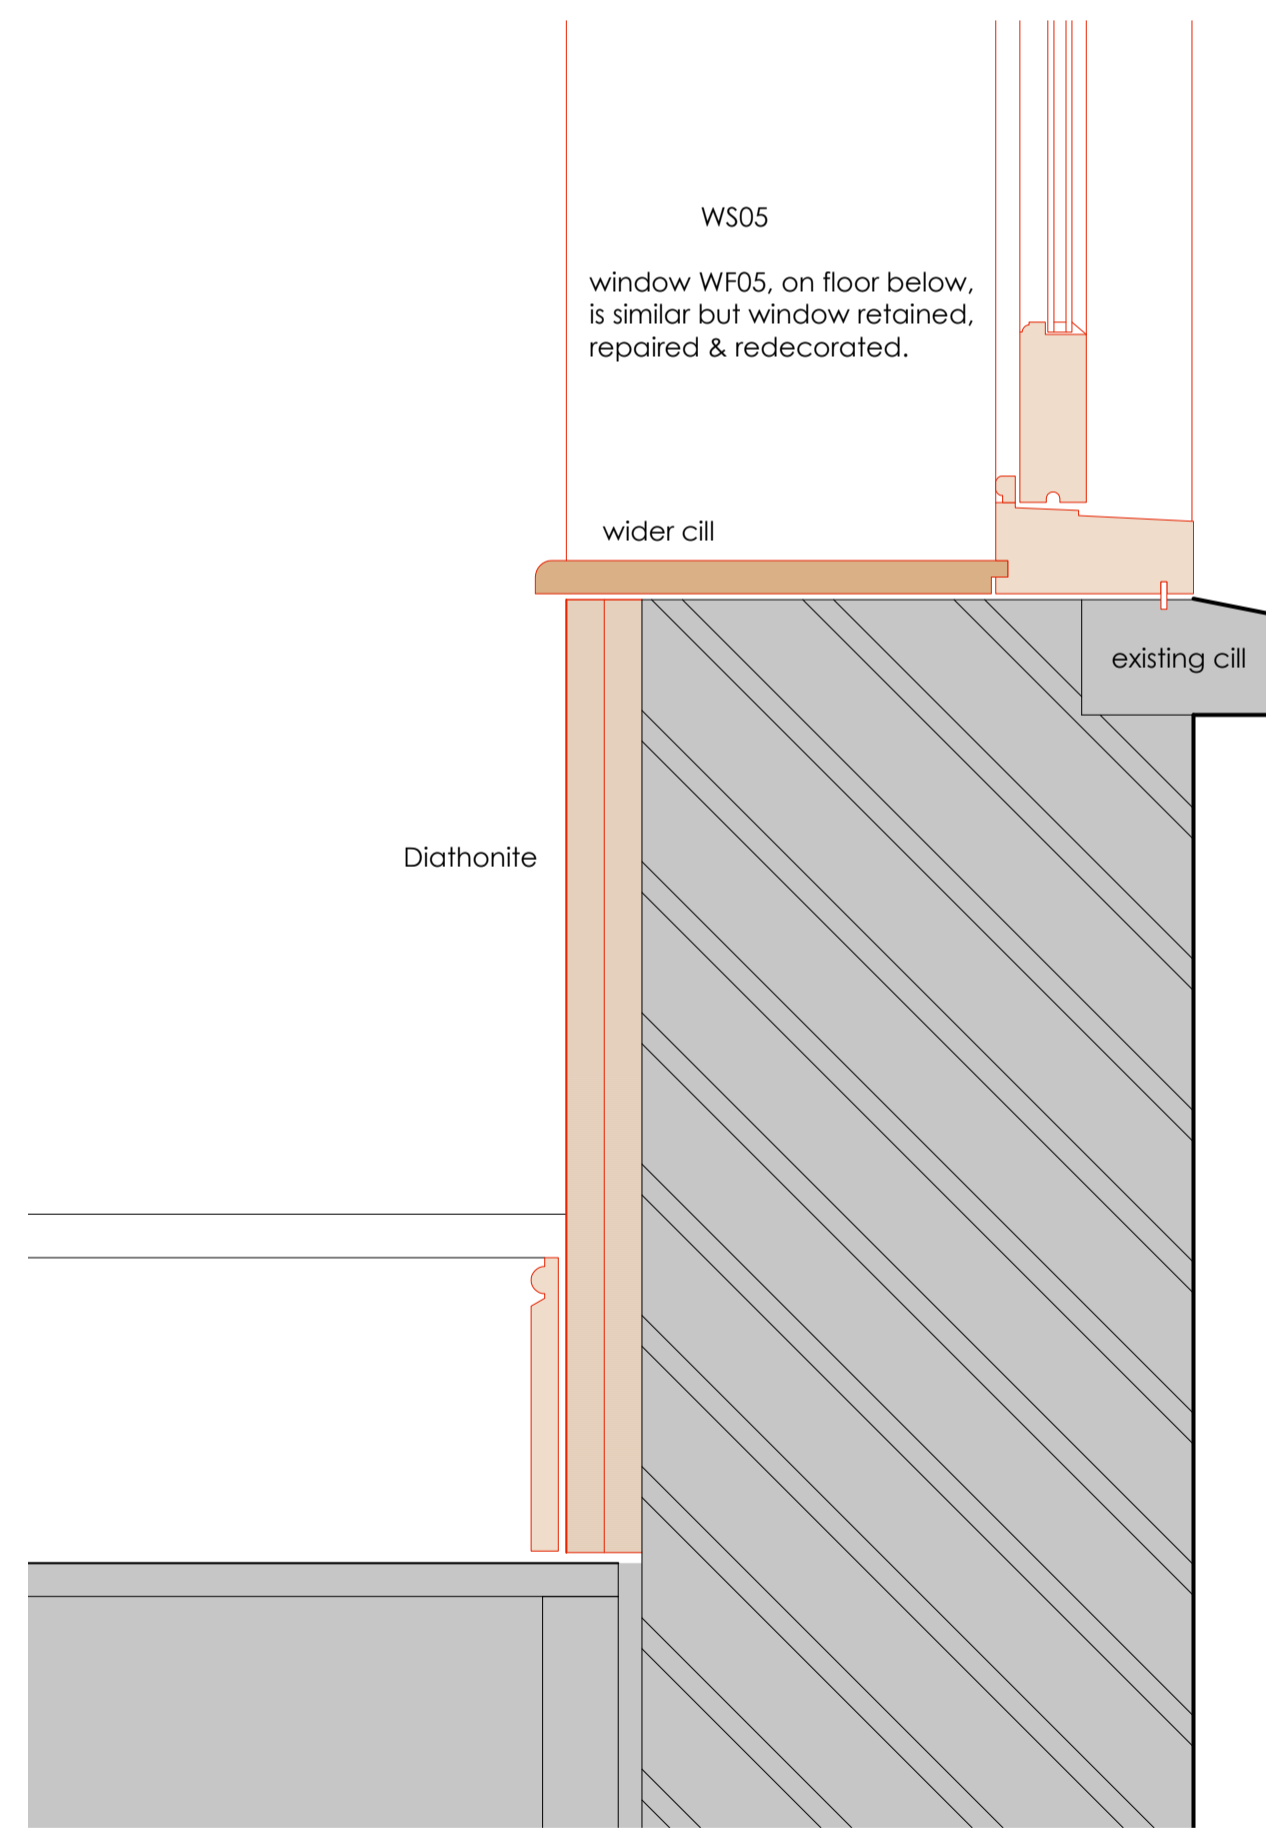 WS05
window WF05, on floor below,
is similar but window retained,
repaired & redecorated.
wider cill
existing cill
Diathonite